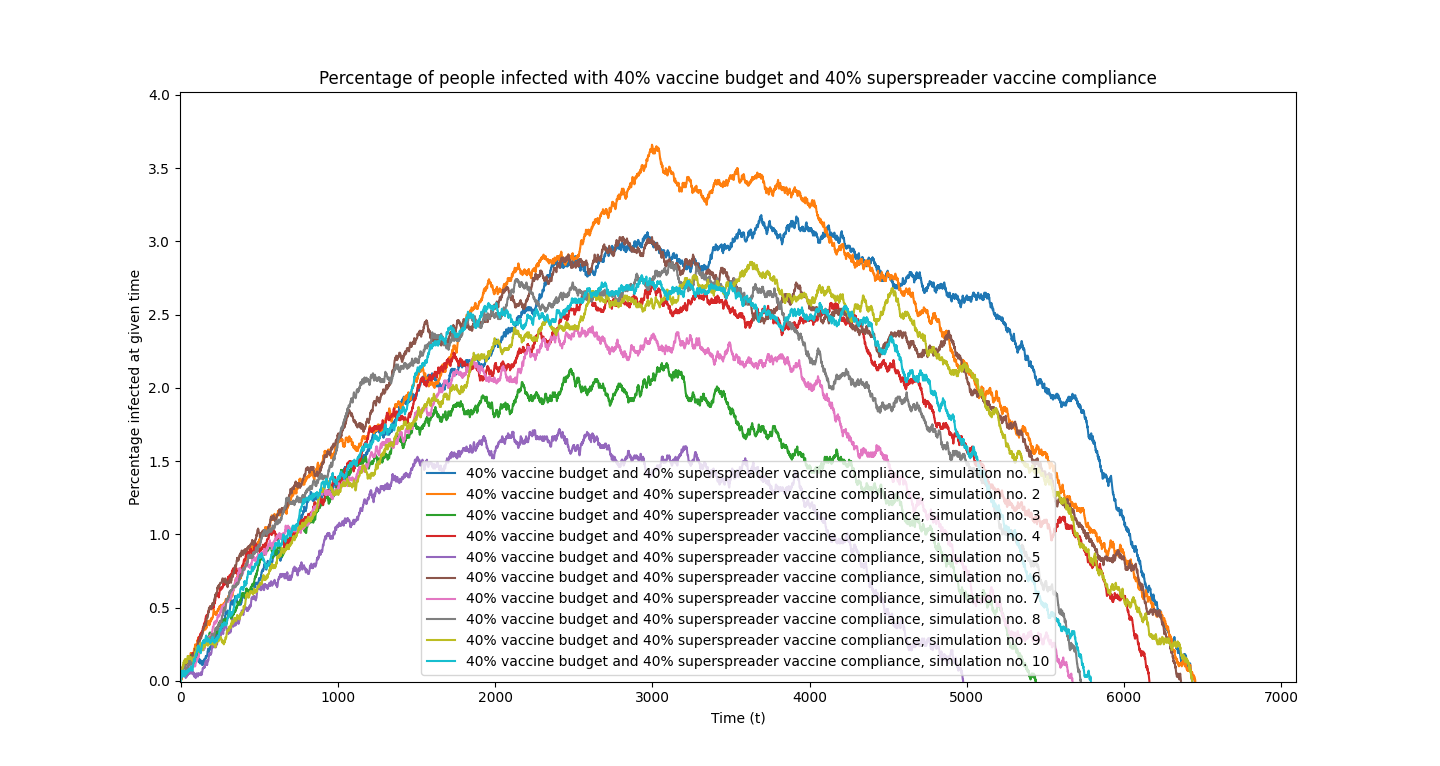 Percentage of people infected with 40% vaccine budget and 40% superspreader vaccine compliance
4.0
3.5
3.0
2.5
2.0
1.5
1.0
0.5
0.0
Percentage infected at given time
40% vaccine budget and 40% superspreader vaccine compliance, simulation no. 1
40% vaccine budget and 40% superspreader vaccine compliance, simulation no. 2
40% vaccine budget and 40% superspreader vaccine compliance, simulation no. 3
40% vaccine budget and 40% superspreader vaccine compliance, simulation no. 4
40% vaccine budget and 40% superspreader vaccine compliance, simulation no. 5
40% vaccine budget and 40% superspreader vaccine compliance, simulation no. 6
40% vaccine budget and 40% superspreader vaccine compliance, simulation no. 7
40% vaccine budget and 40% superspreader vaccine compliance, simulation no. 8
40% vaccine budget and 40% superspreader vaccine compliance, simulation no. 9
40% vaccine budget and 40% superspreader vaccine compliance, simulation no. 10
0 1000 2000 3000 4000 5000 6000 7000
Time (t)